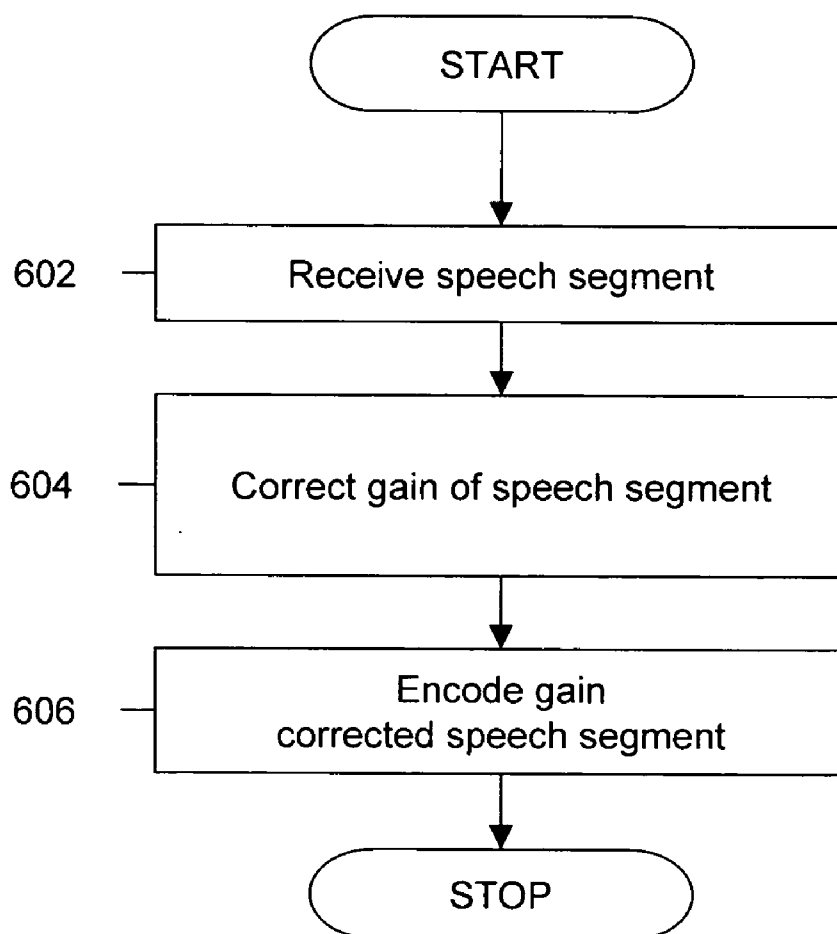 START
602
Receive speech segment
604
Correct gain of speech segment
606
Encode gain
corrected speech segment
STOP